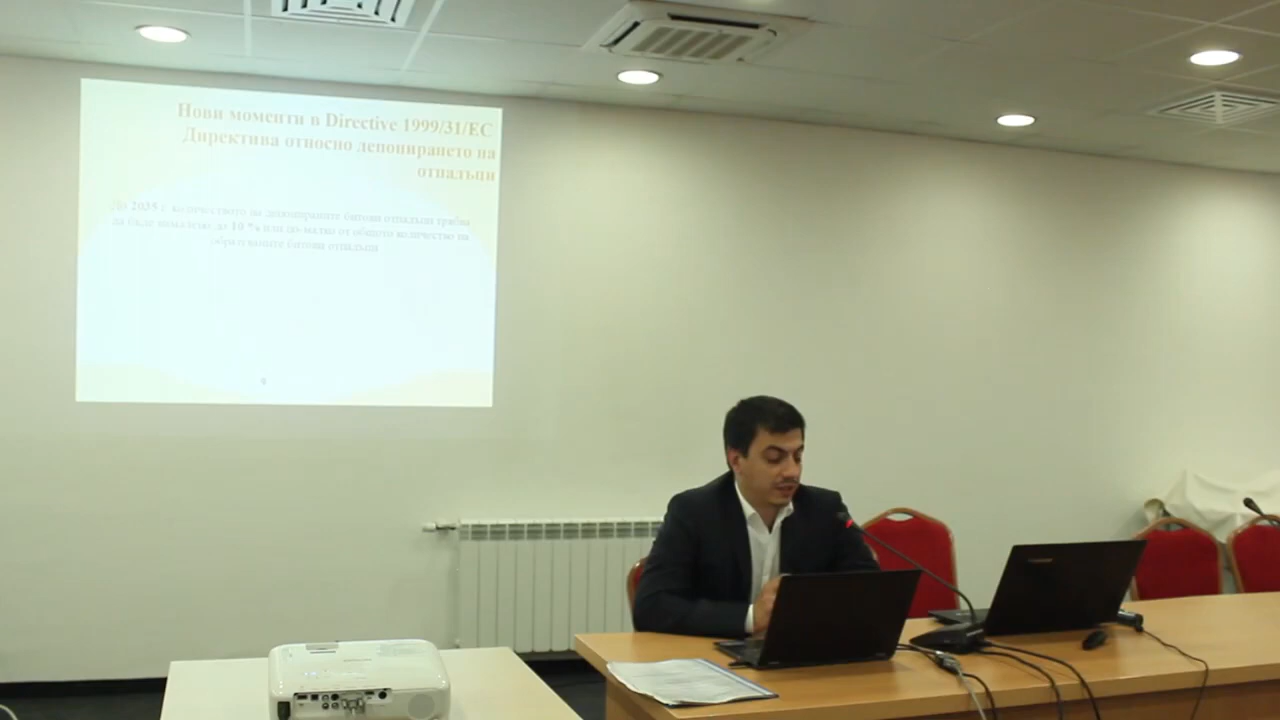 Нови моменти в Directive 1999/31/ЕС
Директива относно депонирането на
отпадъци
До 2035 г. количеството на депонираните битови отпадъци трябва
да бъде намалено до 10 % или по-малко от общото количество на
образуваните битови отпадъци